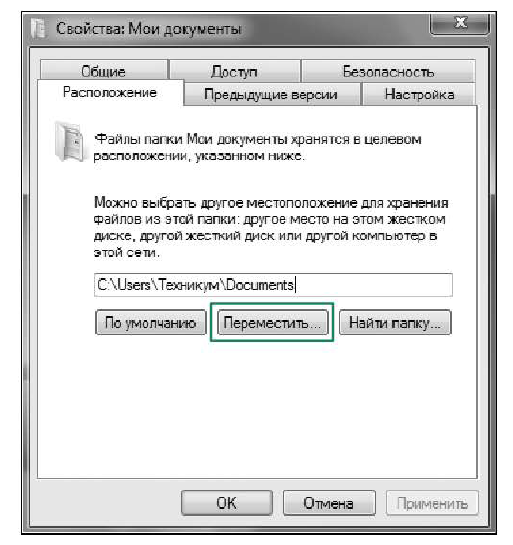 Свойства: Мои документы
x
Общие Доступ Безопасность
Расположение Предыдущие версии Настройка
Файлы папки Мои документы хранятся в целевом
расположении, указанном ниже.
Можно выбрать другое местоположение для хранения
файлов из этой папки: другое место на этом жестком
диске, другой жесткий диск или другой компьютер в
этой сети.
C:\Users\Техникум\Documents
По умолчанию Переместить... Найти папку...
OK Отмена Применить